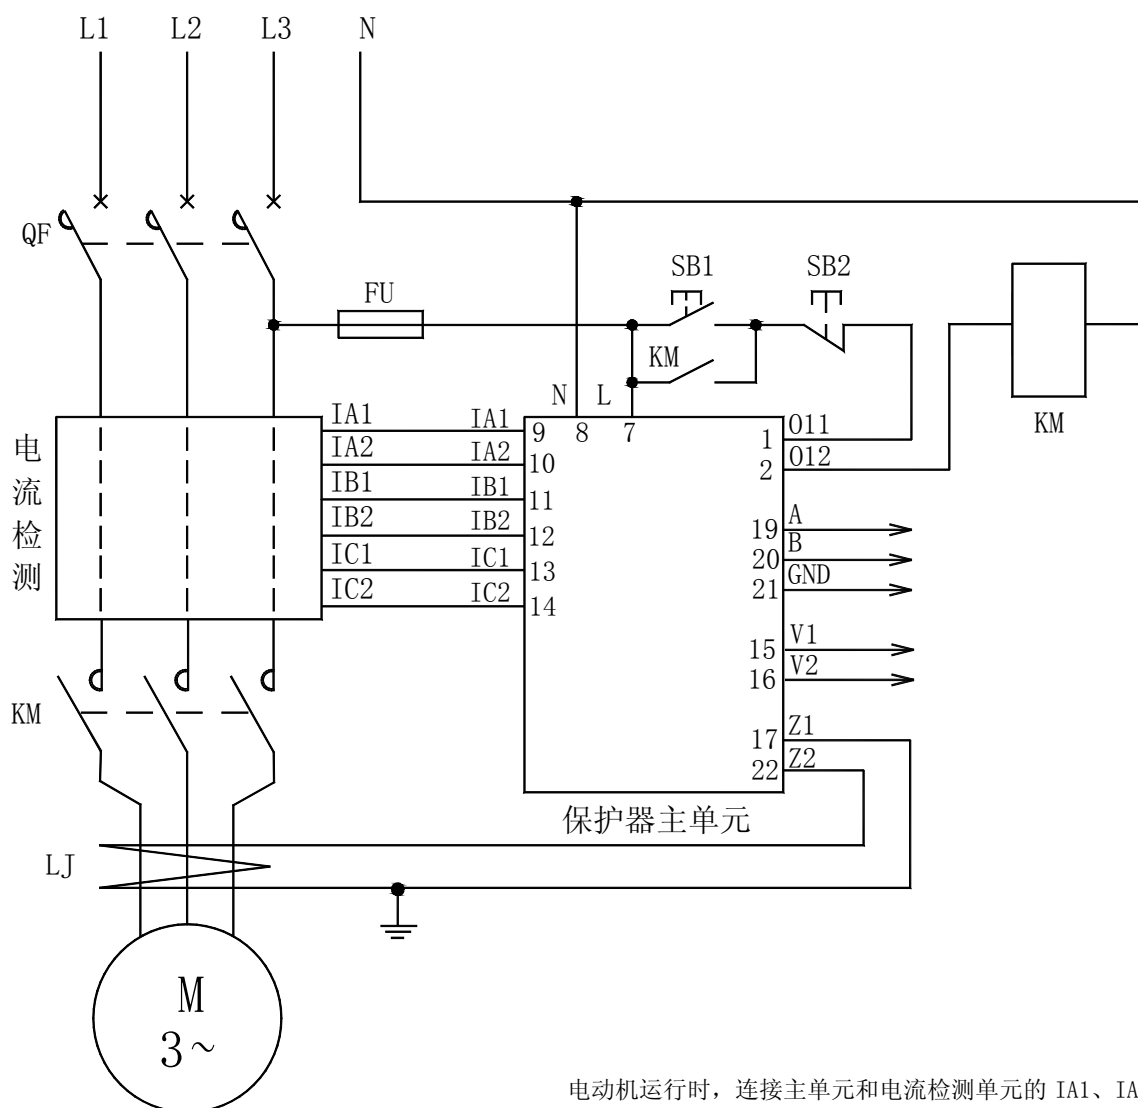 L1 L2 L3 N
QF
FU
SB1 SB2
KM
KM
N L
8 7
电流检测
IA1 IA1 9
IA2 IA2 10
IB1 IB1 11
IB2 IB2 12
IC1 IC1 13
IC2 IC2 14
1 011
2 012
19 A
20 B
21 GND
15 V1
16 V2
17 Z1
22 Z2
KM
保护器主单元
LJ
M
3~
电动机运行时，连接主单元和电流检测单元的 IA1、IA